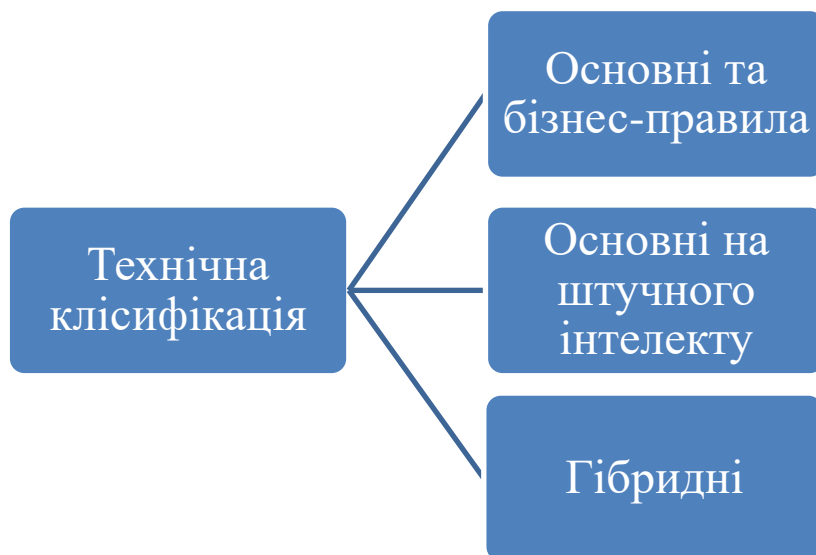 Основні та
бізнес-правила
Технічна
клісифікація
Основні на
штучного
інтелекту
Гібридні